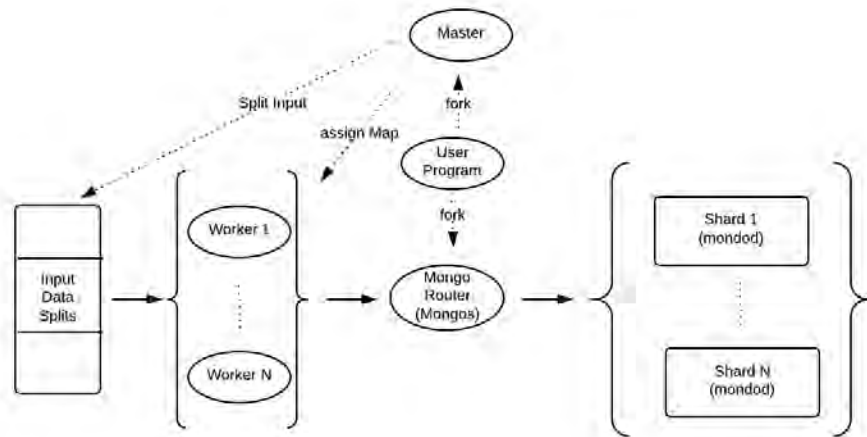 Master
Split Input
fork
assign Map
User
Program
fork
Worker 1
Shard 1
(mondod)
Input
Data
Splits
Mongo
Router
(Mongos)
Worker N
Shard N
(mondod)